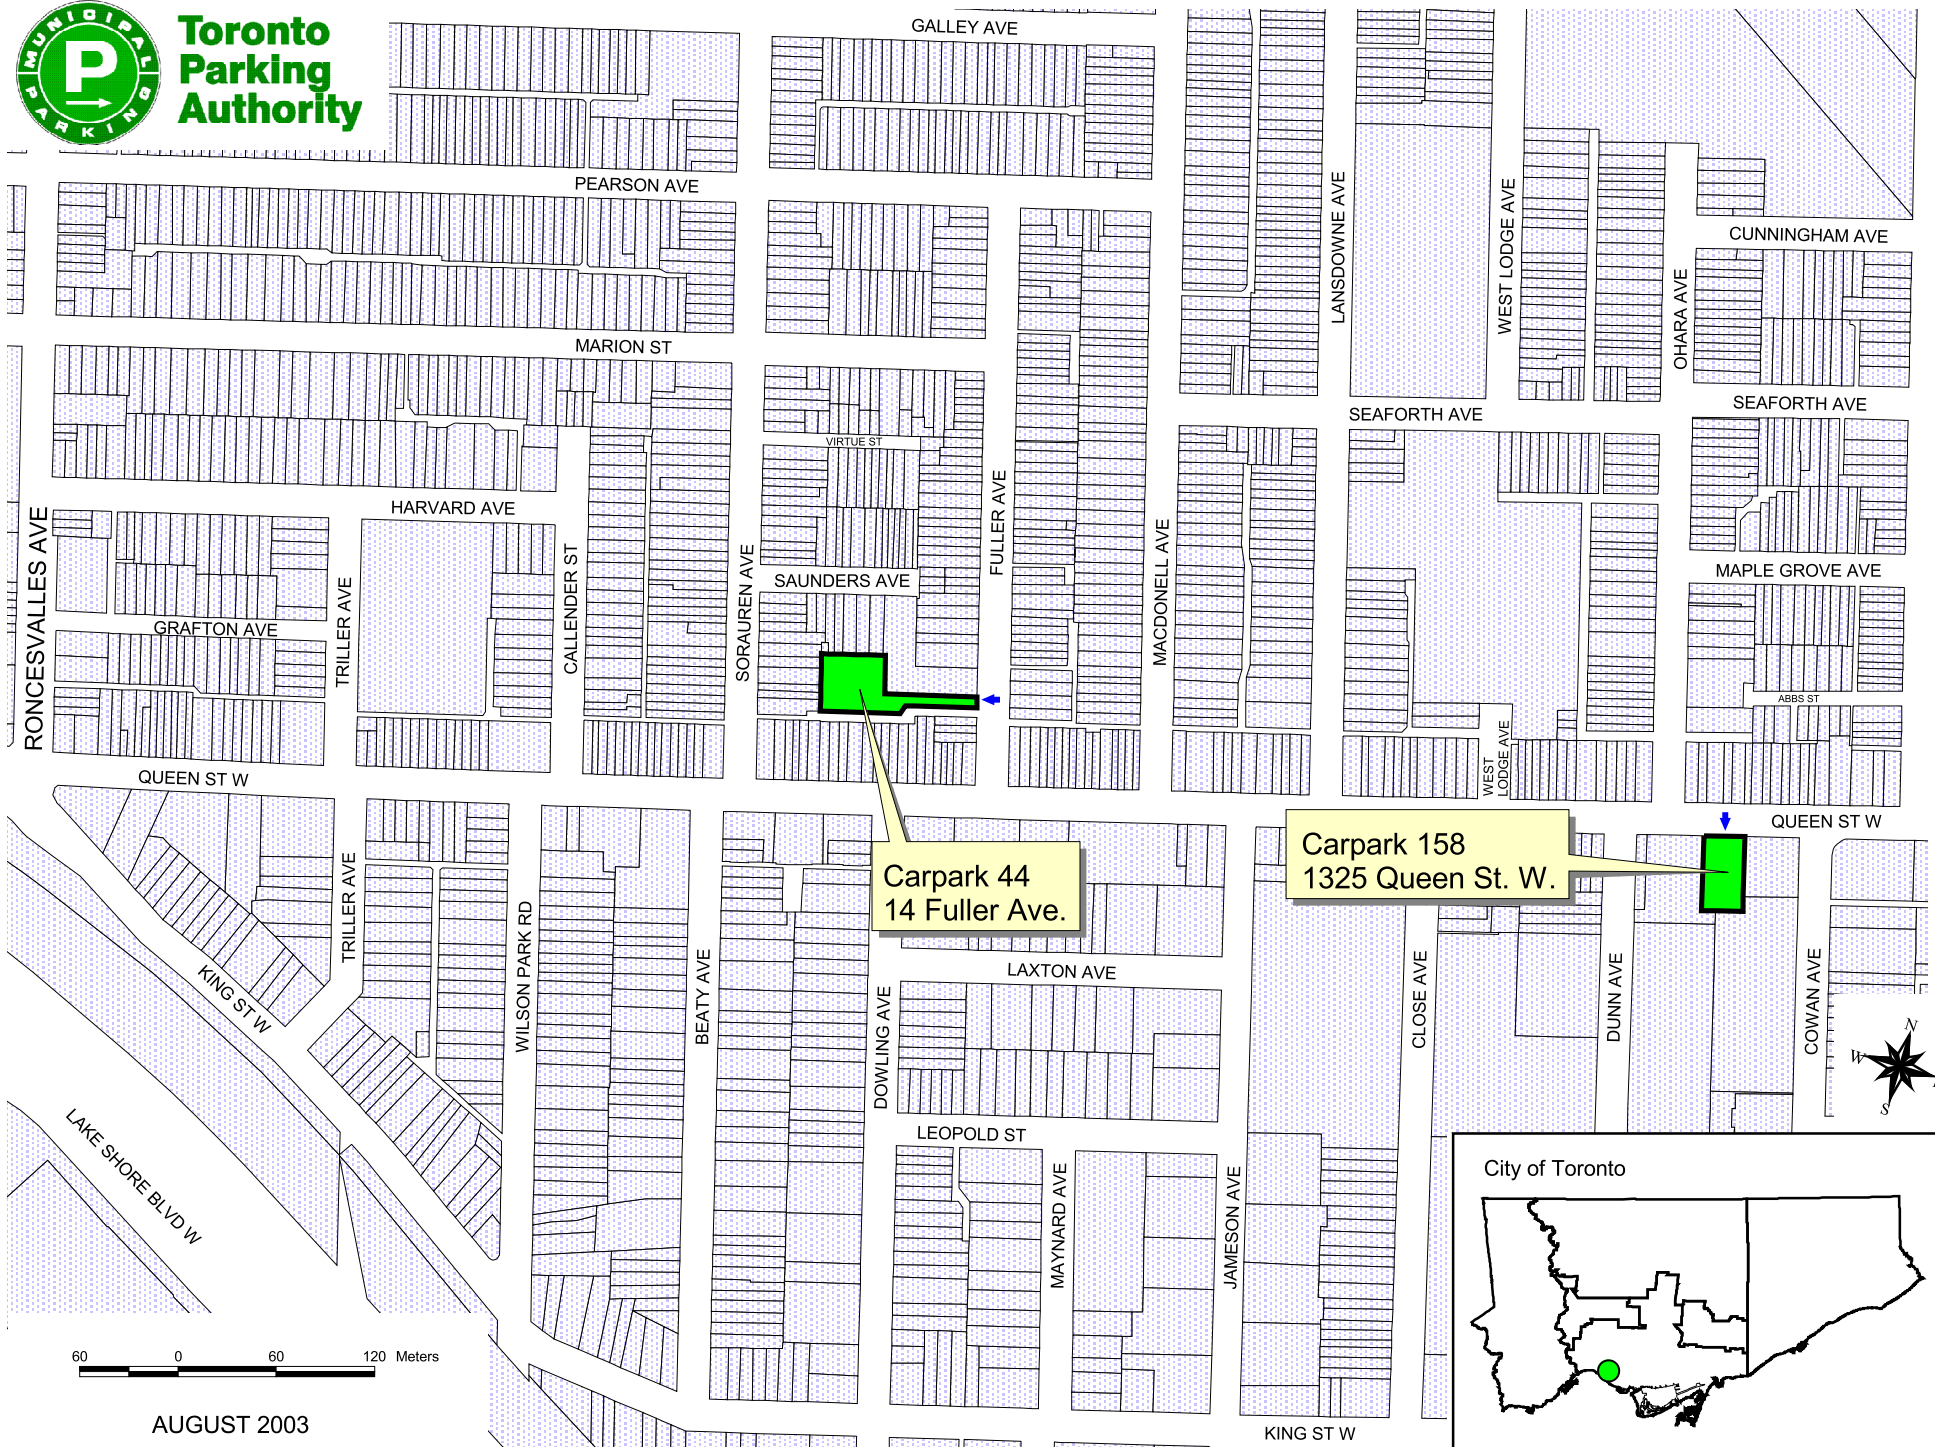 MUNICIPAL
P
PARKING
Toronto
Parking
Authority
GALLEY AVE
PEARSON AVE
CUNNINGHAM AVE
LANSDOWNE AVE
WEST LODGE AVE
OHARA AVE
MARION ST
SEAFORTH AVE
SEAFORTH AVE
VIRTUE ST
HARVARD AVE
RONCESVALLES AVE
TRILLER AVE
CALLENDER ST
SORAUREN AVE
FULLER AVE
MACDONELL AVE
SAUNDERS AVE
MAPLE GROVE AVE
GRAFTON AVE
ABBS ST
WEST
LODGE AVE
QUEEN ST W
QUEEN ST W
Carpark 158
1325 Queen St. W.
Carpark 44
14 Fuller Ave.
TRILLER AVE
WILSON PARK RD
BEATY AVE
DOWLING AVE
LAXTON AVE
CLOSE AVE
DUNN AVE
COWAN AVE
KING ST W
N
W
S
LEOPOLD ST
LAKE SHORE BLVD W
MAYNARD AVE
JAMESON AVE
City of Toronto
60 0 60 120 Meters
AUGUST 2003
KING ST W